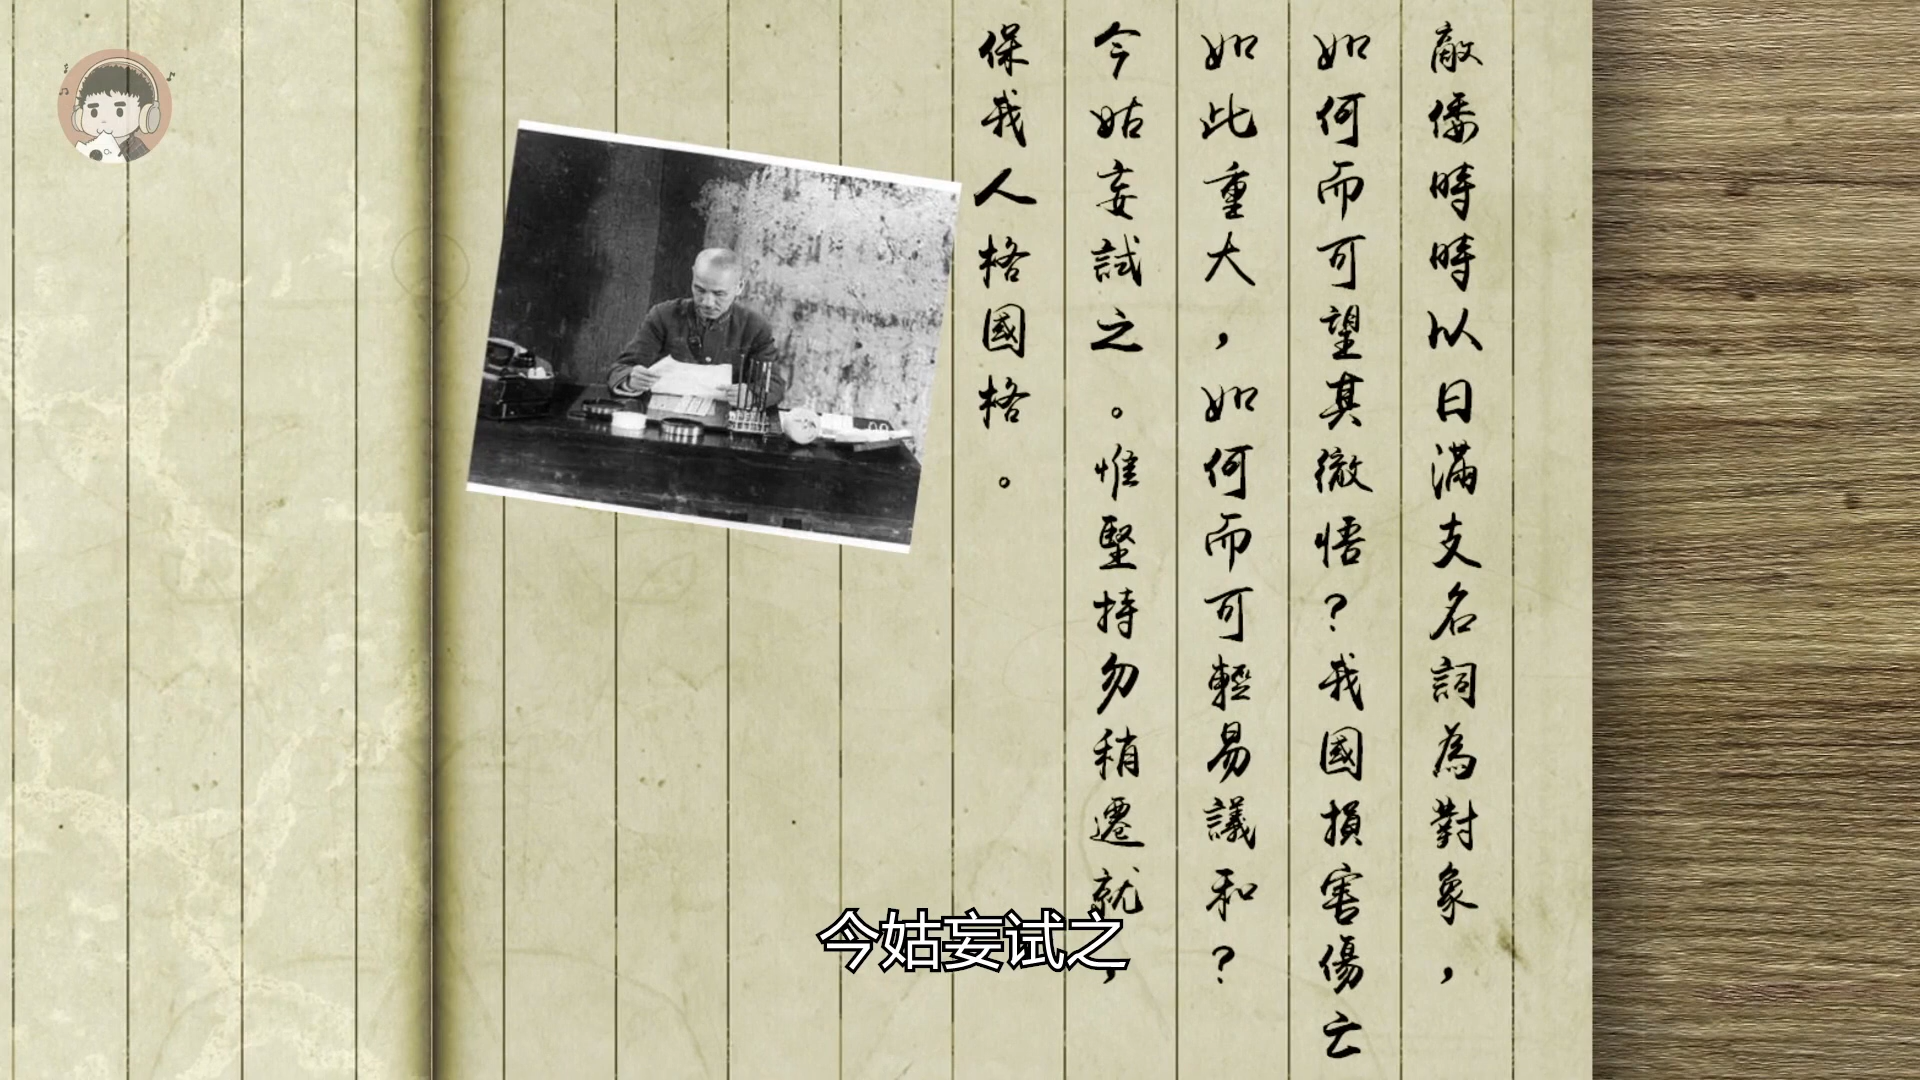 敵倭時時以日滿支名詞為對象，
如何而可望其徹悟？我國損害傷亡
如此重大，如何而可輕易議和？
今姑妄試之。惟堅持勿稍遷就，
保我人格國格。
今姑妄试之